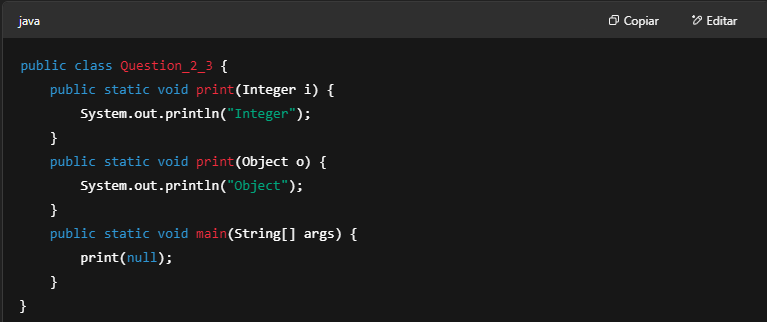 java
Copiar
Editar
public class Question_2_3 {
    public static void print(Integer i) {
        System.out.println("Integer");
    }
    public static void print(Object o) {
        System.out.println("Object");
    }
    public static void main(String[] args) {
        print(null);
    }
}